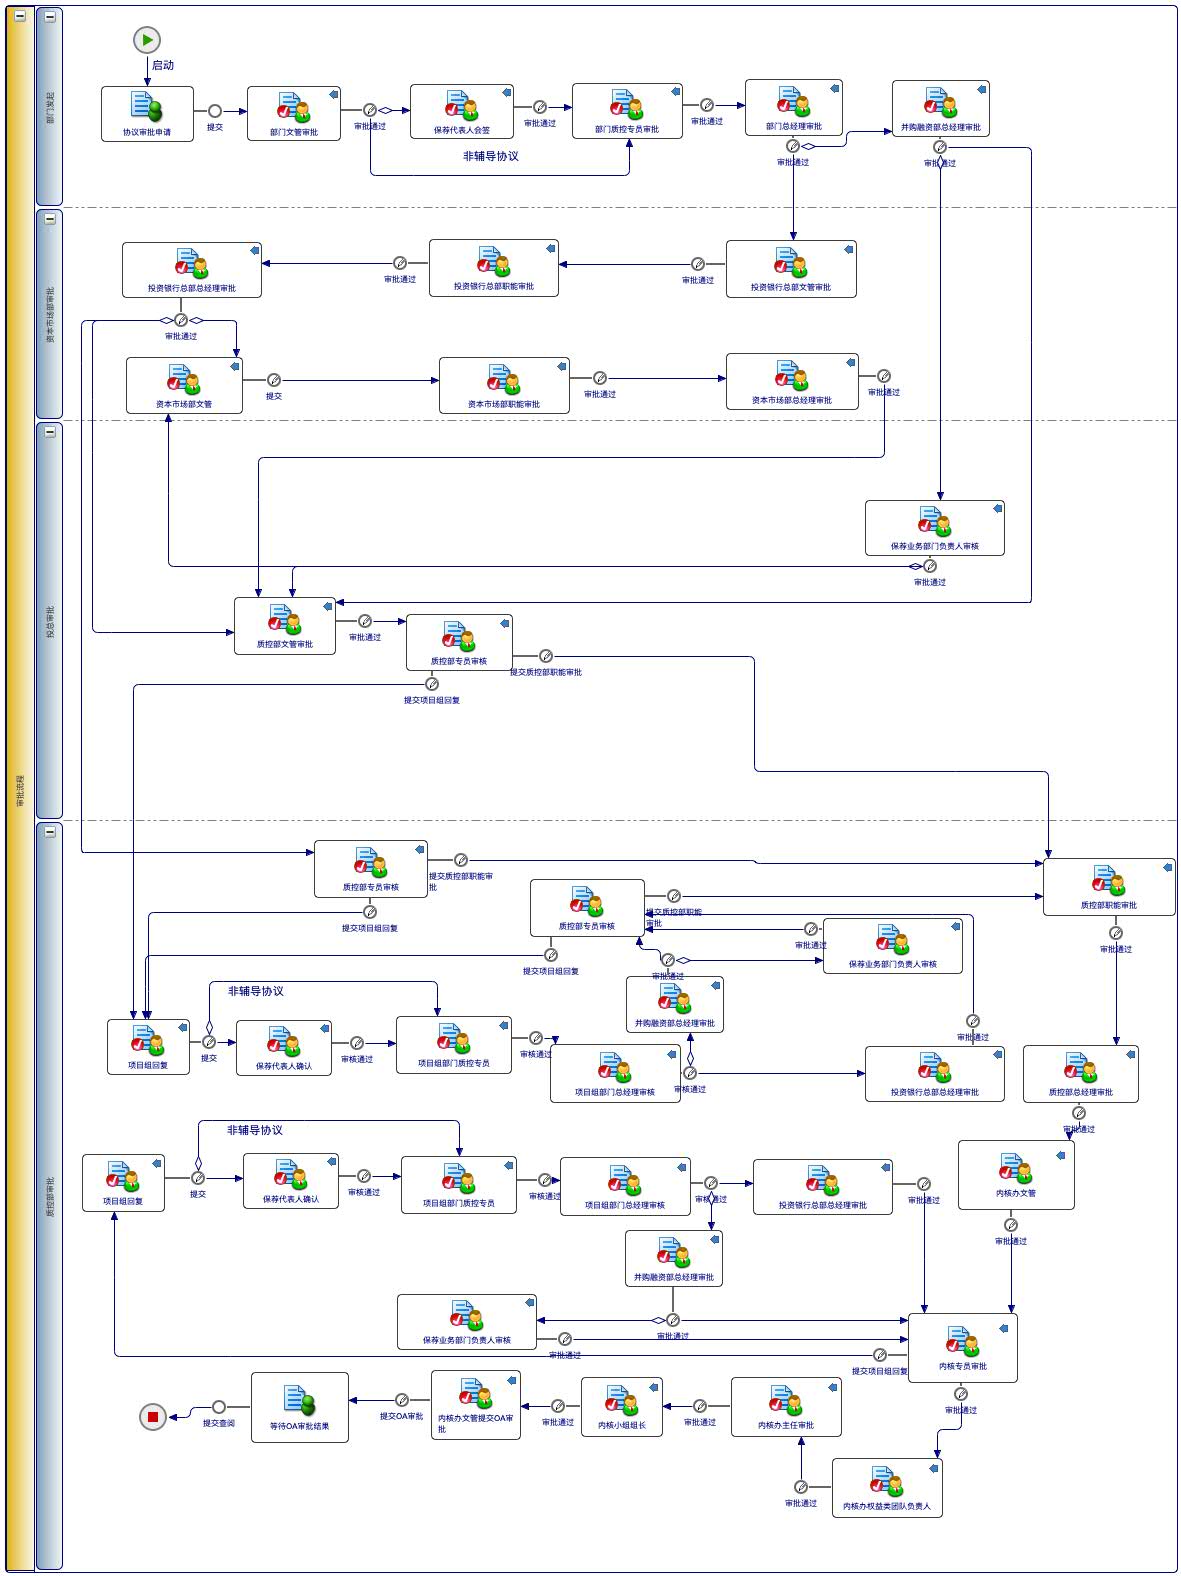 启动
部门发起
协议审批申请
提交
部门文管审批
审批通过
保荐代表人会签
审批通过
部门质控专员审批
审批通过
部门总经理审批
并购融资部总经理审批
非辅导协议
审批通过
审批通过
资本市场部审批
投资银行总部总经理审批
审批通过
投资银行总部职能审批
审批通过
投资银行总部文管审批
审批通过
资本市场部文管
提交
资本市场部职能审批
审批通过
资本市场部总经理审批
审批通过
投总审批
保荐业务部门负责人审核
审批通过
质控部文管审批
审批通过
质控部专员审核
提交质控部职能审批
提交项目组回复
审批流程
质控部专员审核
提交质控部职能审
批
提交项目组回复
质控部专员审核
提交质控部职能
审批
提交项目组回复
质控部职能审批
审批通过
审批通过
保荐业务部门负责人审核
审批通过
非辅导协议
并购融资部总经理审批
审批通过
项目组回复
提交
保荐代表人确认
审核通过
项目组部门质控专员
审核通过
项目组部门总经理审核
审核通过
投资银行总部总经理审批
质控部总经理审批
审批通过
非辅导协议
质控部审批
项目组回复
提交
保荐代表人确认
审核通过
项目组部门质控专员
审核通过
项目组部门总经理审核
审核通过
投资银行总部总经理审批
审批通过
内核办文管
审批通过
并购融资部总经理审批
审批通过
保荐业务部门负责人审核
审批通过
提交项目组回复
内核专员审批
审批通过
提交查阅
等待OA审批结果
提交OA审批
内核办文管提交OA审
批
审批通过
内核小组组长
审批通过
内核办主任审批
审批通过
内核办权益类团队负责人